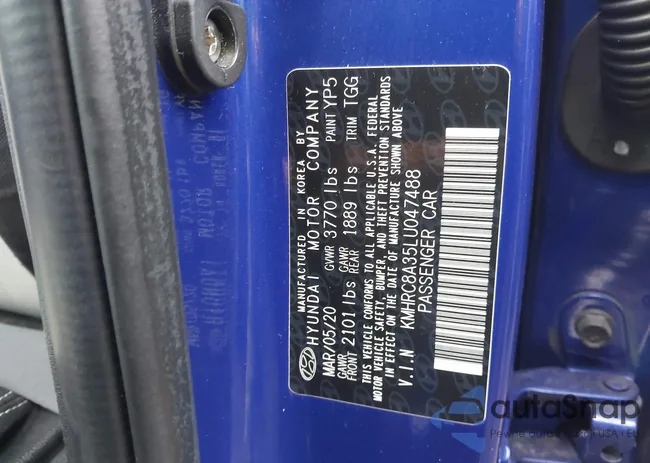 MANUFACTURED IN KOREA BY
HYUNDAI MOTOR COMPANY
MAR/05/20 GVWR 3770 lbs PAINT YP5
GAWR FRONT 2101 lbs GAWR REAR 1889 lbs TRIM TGG
THIS VEHICLE CONFORMS TO ALL APPLICABLE U.S.A. FEDERAL
MOTOR VEHICLE SAFETY, BUMPER, AND THEFT PREVENTION STANDARDS
IN EFFECT ON THE DATE OF MANUFACTURE SHOWN ABOVE
V.I.N KMHRC8A35LU047488
PASSENGER CAR
autoSnap